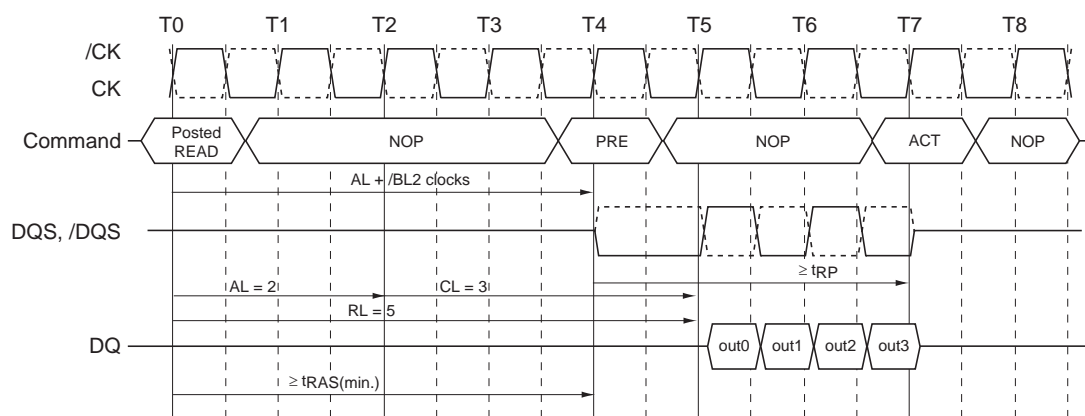 T0 T1 T2 T3 T4 T5 T6 T7 T8
/CK
CK
Command
Posted
READ
NOP
PRE
NOP
ACT
NOP
AL + /BL2 clocks
DQS, /DQS
≥ tRP
AL = 2
CL = 3
RL = 5
DQ
out0 out1 out2 out3
≥ tRAS(min.)